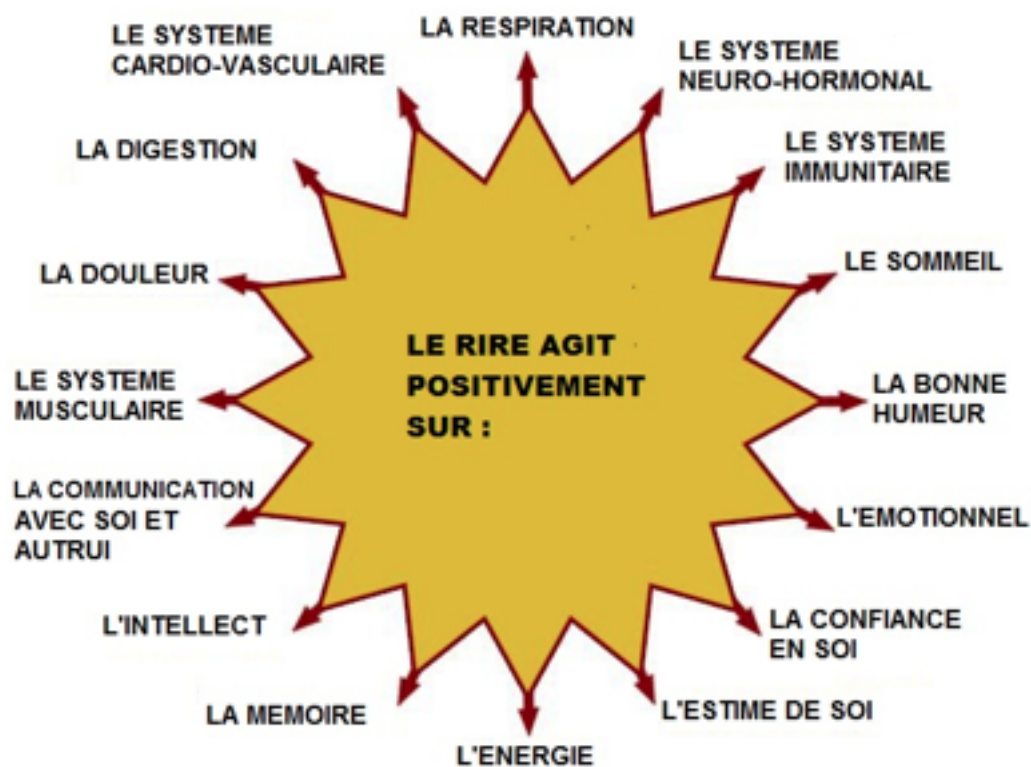 LE RIRE AGIT
POSITIVEMENT
SUR :
LA RESPIRATION
LE SYSTEME
NEURO-HORMONAL
LE SYSTEME
IMMUNITAIRE
LE SOMMEIL
LA BONNE
HUMEUR
L'EMOTIONNEL
LA CONFIANCE
EN SOI
L'ESTIME DE SOI
L'ENERGIE
LA MEMOIRE
L'INTELLECT
LA COMMUNICATION
AVEC SOI ET
AUTRUI
LE SYSTEME
MUSCULAIRE
LA DOULEUR
LA DIGESTION
LE SYSTEME
CARDIO-VASCULAIRE